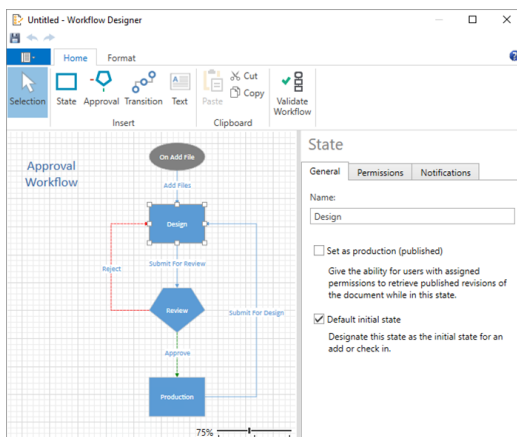 Untitled - Workflow Designer
Home
Format
Selection
State
Approval
Transition
Text
Paste
Cut
Copy
Validate
Workflow
Insert
Clipboard
Approval
Workflow
On Add File
Add Files
Design
Submit For Review
Reject
Review
Submit For Design
Approve
Production
75%
State
General
Permissions
Notifications
Name:
Design
Set as production (published)
Give the ability for users with assigned
permissions to retrieve published revisions of
the document while in this state.
Default initial state
Designate this state as the initial state for an
add or check in.